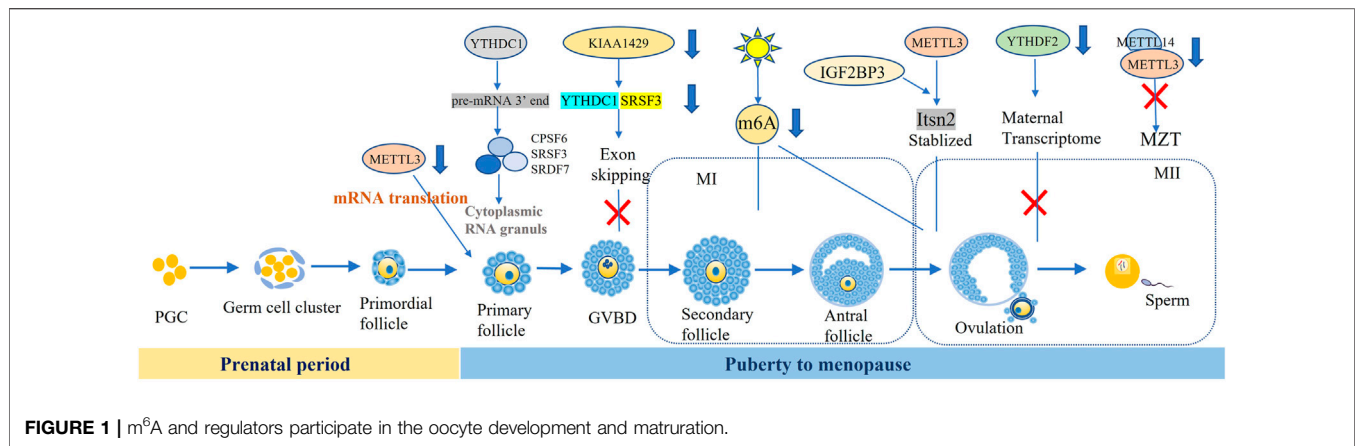 YTHDC1
KIAA1429
METTL3
YTHDF2
METTL14
METTL3
IGF2BP3
pre-mRNA 3' end
YTHDC1 SRSF3
m6A
Itsn2
Stablized
Maternal
Transcriptome
MZT
METTL3
CPSF6
SRSF3
SRDF7
Exon
skipping
MI
MII
mRNA translation
Cytoplasmic
RNA granuls
PGC
Germ cell cluster
Primordial
follicle
Primary
follicle
GVBD
Secondary
follicle
Antral
follicle
Ovulation
Sperm
Prenatal period
Puberty to menopause
FIGURE 1 | m⁶A and regulators participate in the oocyte development and matruration.